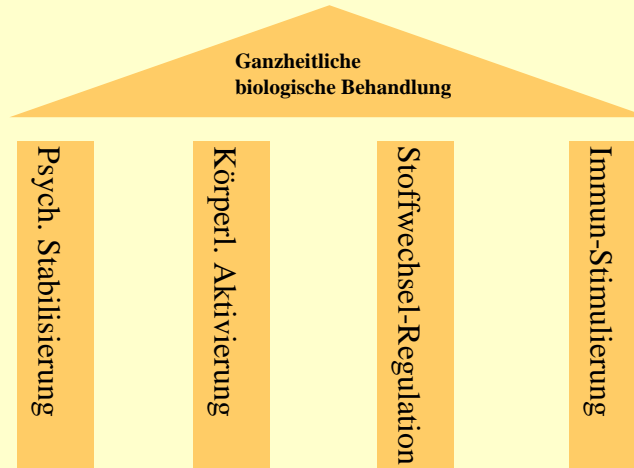 Ganzheitliche
biologische Behandlung
Psych. Stabilisierung
Körperl. Aktivierung
Stoffwechsel-Regulation
Immun-Stimulierung